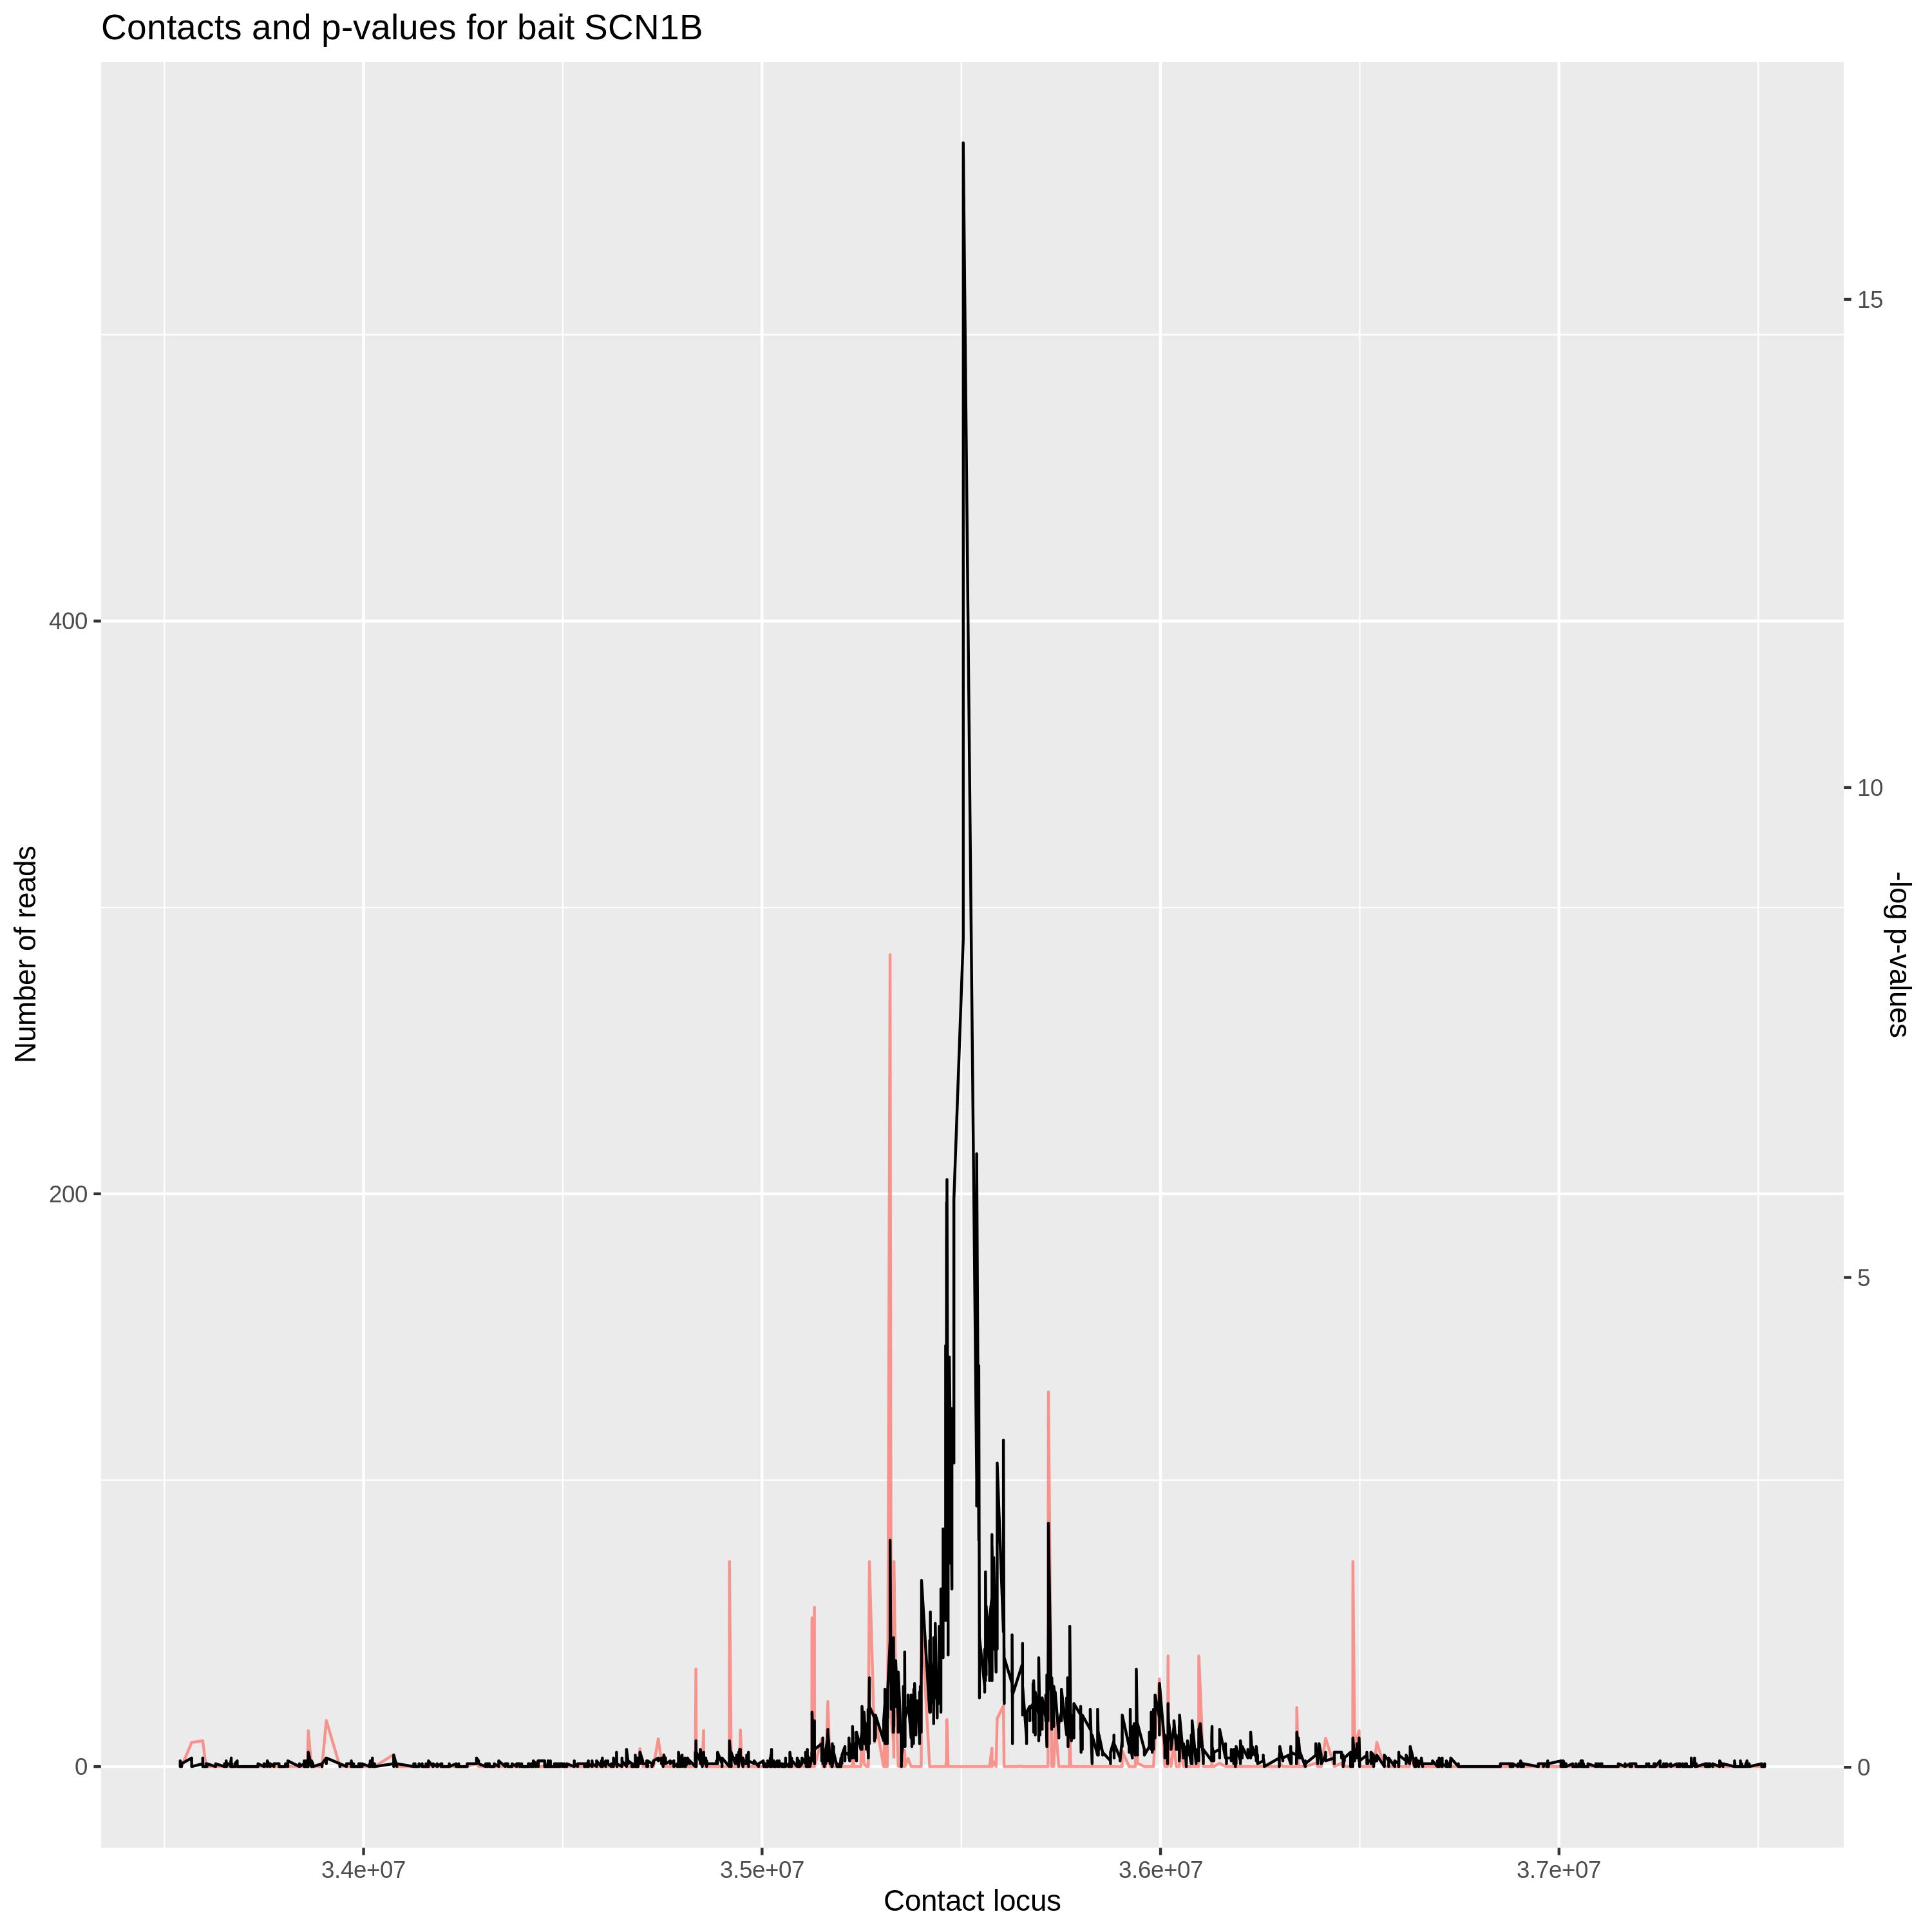 Contacts and p-values for bait SCN1B
Number of reads
400
200
0
15
10
5
0
-log p-values
3.4e+07
3.5e+07
3.6e+07
3.7e+07
Contact locus